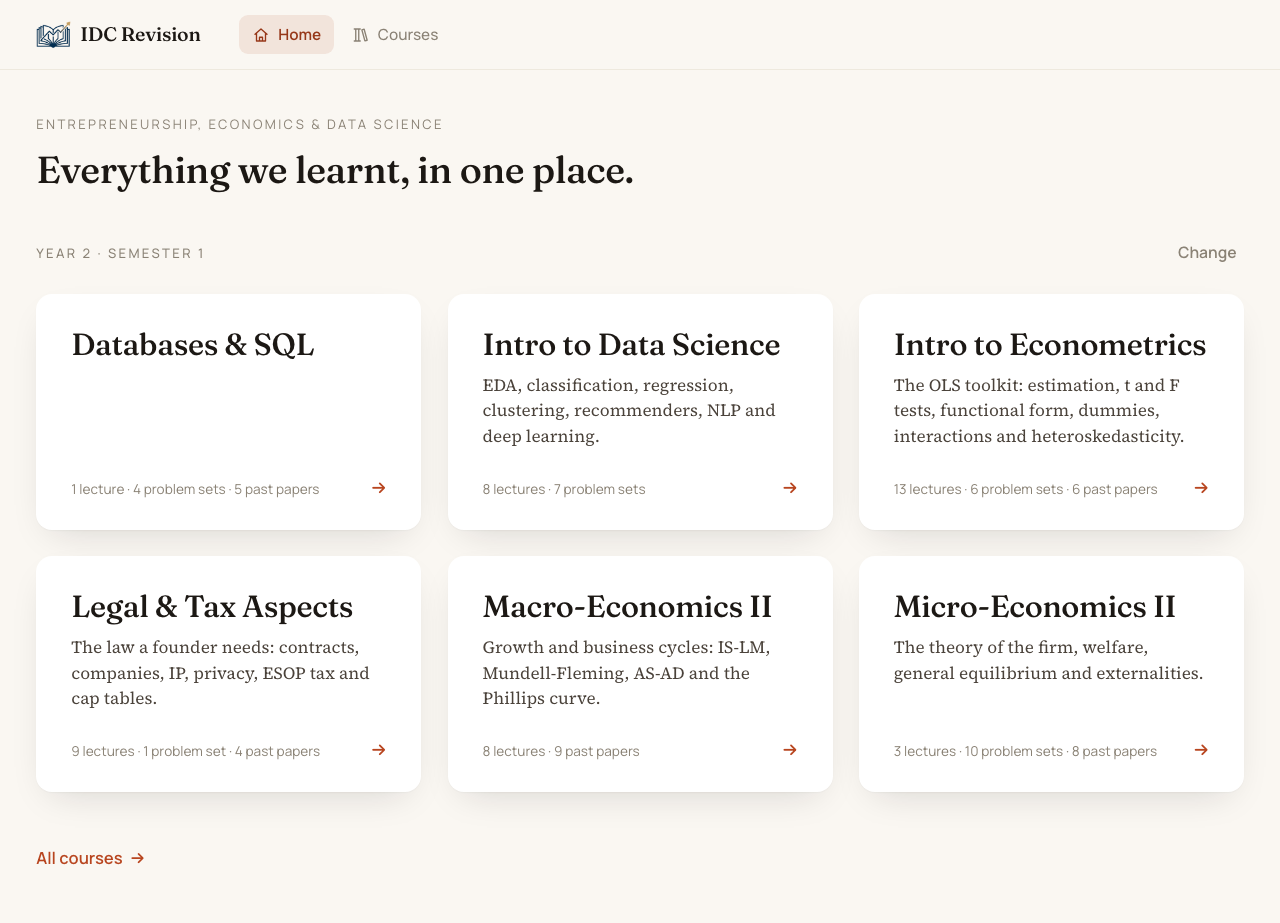 IDC Revision
Home
Courses
ENTREPRENEURSHIP, ECONOMICS & DATA SCIENCE
Everything we learnt, in one place.
YEAR 2 · SEMESTER 1
Change
Databases & SQL
1 lecture · 4 problem sets · 5 past papers
Intro to Data Science
EDA, classification, regression,
clustering, recommenders, NLP and
deep learning.
8 lectures · 7 problem sets
Intro to Econometrics
The OLS toolkit: estimation, t and F
tests, functional form, dummies,
interactions and heteroskedasticity.
13 lectures · 6 problem sets · 6 past papers
Legal & Tax Aspects
The law a founder needs: contracts,
companies, IP, privacy, ESOP tax and
cap tables.
9 lectures · 1 problem set · 4 past papers
Macro-Economics II
Growth and business cycles: IS-LM,
Mundell-Fleming, AS-AD and the
Phillips curve.
8 lectures · 9 past papers
Micro-Economics II
The theory of the firm, welfare,
general equilibrium and externalities.
3 lectures · 10 problem sets · 8 past papers
All courses